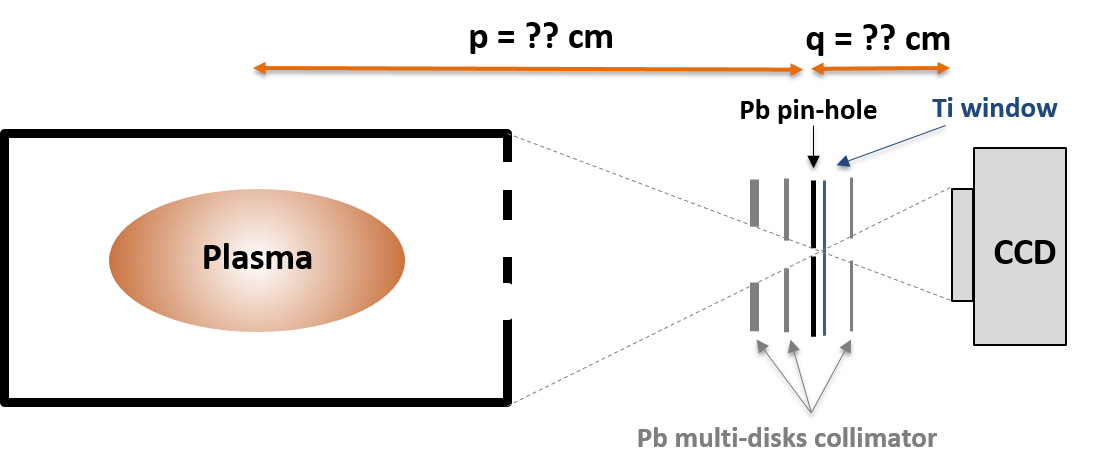 p = ?? cm
q = ?? cm
Pb pin-hole
Ti window
Plasma
CCD
Pb multi-disks collimator